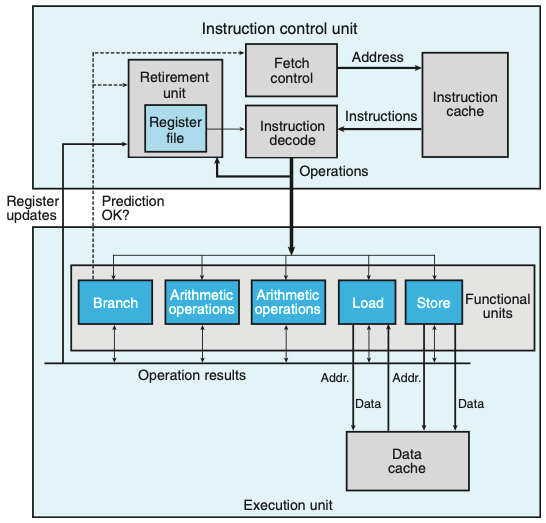 Instruction control unit
Fetch
control
Address
Retirement
unit
Instruction
cache
Register
file
Instruction
decode
Instructions
Operations
Register
updates
Prediction
OK?
Branch
Arithmetic
operations
Arithmetic
operations
Load
Store
Functional
units
Operation results
Addr.
Addr.
Data
Data
Data
cache
Execution unit